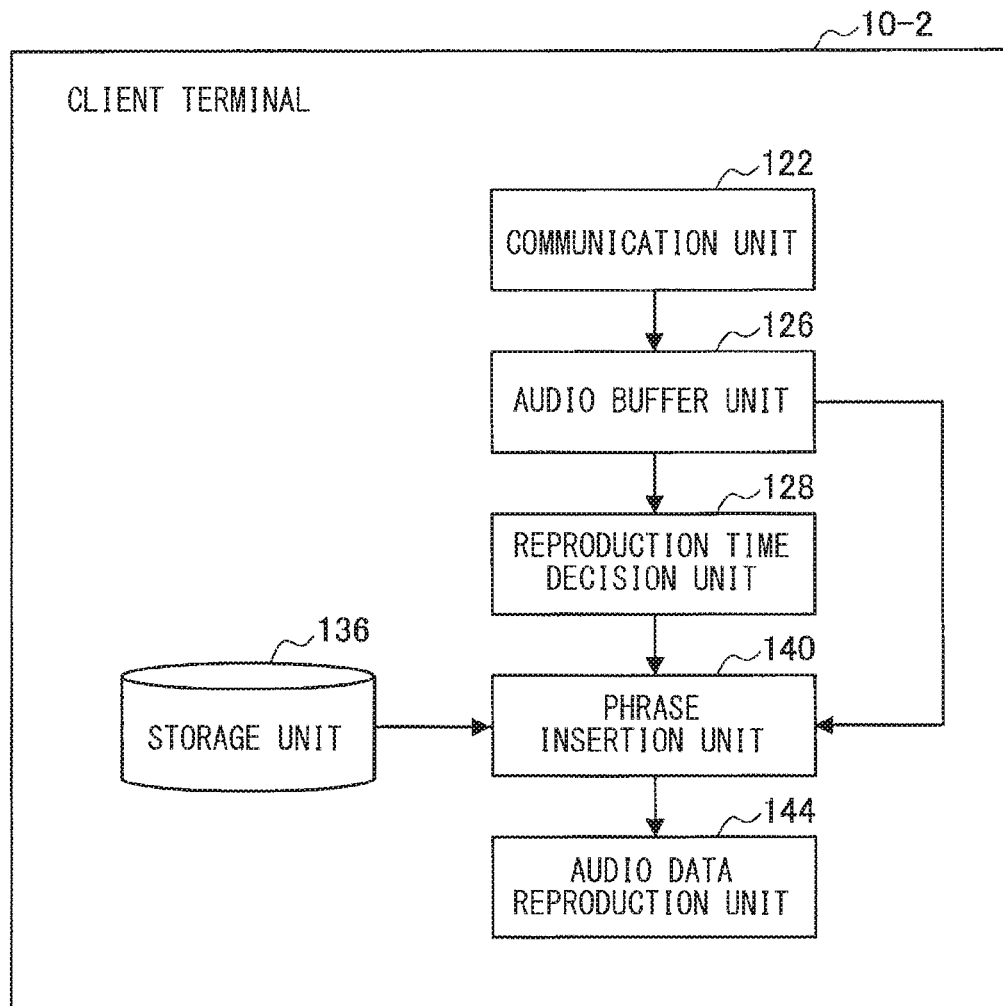 10-2
CLIENT TERMINAL
122
COMMUNICATION UNIT
126
AUDIO BUFFER UNIT
128
REPRODUCTION TIME
DECISION UNIT
136
STORAGE UNIT
140
PHRASE
INSERTION UNIT
144
AUDIO DATA
REPRODUCTION UNIT